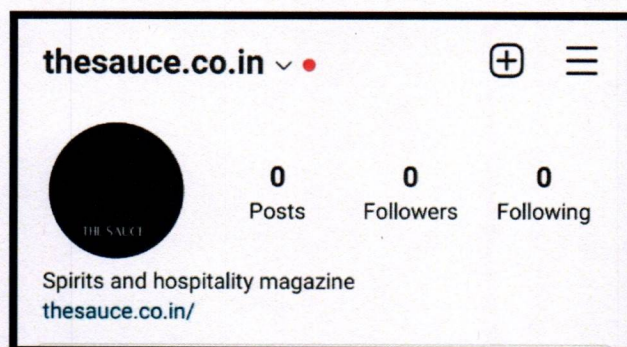 thesauce.co.in
0 0 0
Posts Followers Following
THE SAUCE
Spirits and hospitality magazine
thesauce.co.in/